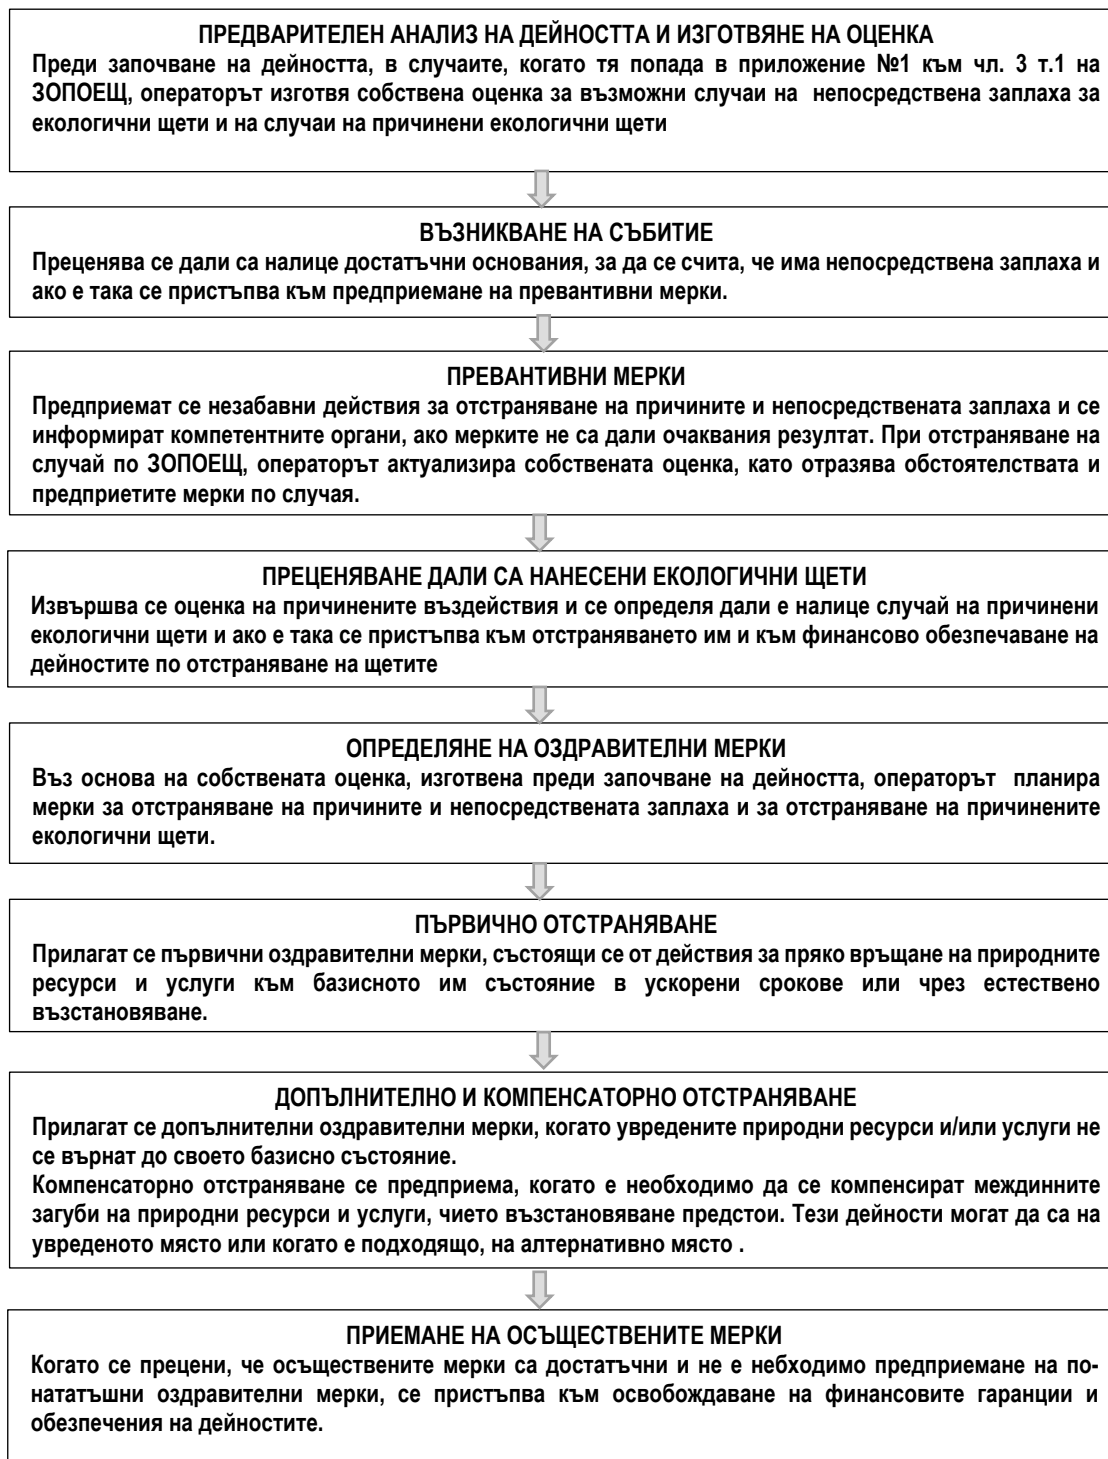 ПРЕДВАРИТЕЛЕН АНАЛИЗ НА ДЕЙНОСТТА И ИЗГОТВЯНЕ НА ОЦЕНКА
Преди започване на дейността, в случаите, когато тя попада в приложение №1 към чл. 3 т.1 на
ЗОПОЕЩ, операторът изготвя собствена оценка за възможни случаи на непосредствена заплаха за
екологични щети и на случаи на причинени екологични щети
ВЪЗНИКВАНЕ НА СЪБИТИЕ
Преценява се дали са налице достатъчни основания, за да се счита, че има непосредствена заплаха и
ако е така се пристъпва към предприемане на превантивни мерки.
ПРЕВАНТИВНИ МЕРКИ
Предприемат се незабавни действия за отстраняване на причините и непосредствената заплаха и се
информират компетентните органи, ако мерките не са дали очаквания резултат. При отстраняване на
случай по ЗОПОЕЩ, операторът актуализира собствената оценка, като отразява обстоятелствата и
предприетите мерки по случая.
ПРЕЦЕНЯВАНЕ ДАЛИ СА НАНЕСЕНИ ЕКОЛОГИЧНИ ЩЕТИ
Извършва се оценка на причинените въздействия и се определя дали е налице случай на причинени
екологични щети и ако е така се пристъпва към отстраняването им и към финансово обезпечаване на
дейностите по отстраняване на щетите
ОПРЕДЕЛЯНЕ НА ОЗДРАВИТЕЛНИ МЕРКИ
Въз основа на собствената оценка, изготвена преди започване на дейността, операторът планира
мерки за отстраняване на причините и непосредствената заплаха и за отстраняване на причинените
екологични щети.
ПЪРВИЧНО ОТСТРАНЯВАНЕ
Прилагат се първични оздравителни мерки, състоящи се от действия за пряко връщане на природните
ресурси и услуги към базисното им състояние в ускорени срокове или чрез естествено
възстановяване.
ДОПЪЛНИТЕЛНО И КОМПЕНСАТОРНО ОТСТРАНЯВАНЕ
Прилагат се допълнителни оздравителни мерки, когато увредените природни ресурси и/или услуги не
се върнат до своето базисно състояние.
Компенсаторно отстраняване се предприема, когато е необходимо да се компенсират междинните
загуби на природни ресурси и услуги, чието възстановяване предстои. Тези дейности могат да са на
увреденото място или когато е подходящо, на алтернативно място .
ПРИЕМАНЕ НА ОСЪЩЕСТВЕНИТЕ МЕРКИ
Когато се прецени, че осъществените мерки са достатъчни и не е небходимо предприемане на по-
нататъшни оздравителни мерки, се пристъпва към освобождаване на финансовите гаранции и
обезпечения на дейностите.